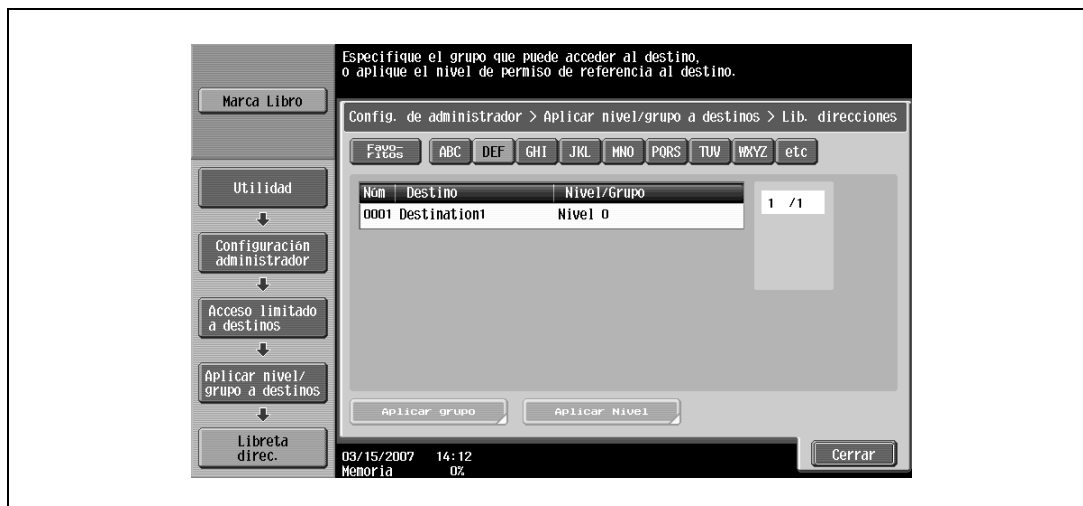 Especifique el grupo que puede acceder al destino,
o aplique el nivel de permiso de referencia al destino.
Marca Libro
Config. de administrador > Aplicar nivel/grupo a destinos > Lib. direcciones
Favo-
ritos
ABC DEF GHI JKL MNO PQRS TUV WXYZ etc
Utilidad
Núm Destino Nivel/Grupo
0001 Destination1 Nivel 0
1 /1
Configuración
administrador
Acceso limitado
a destinos
Aplicar nivel/
grupo a destinos
Aplicar grupo Aplicar Nivel
Libreta
direc.
03/15/2007 14:12
Memoria 0%
Cerrar